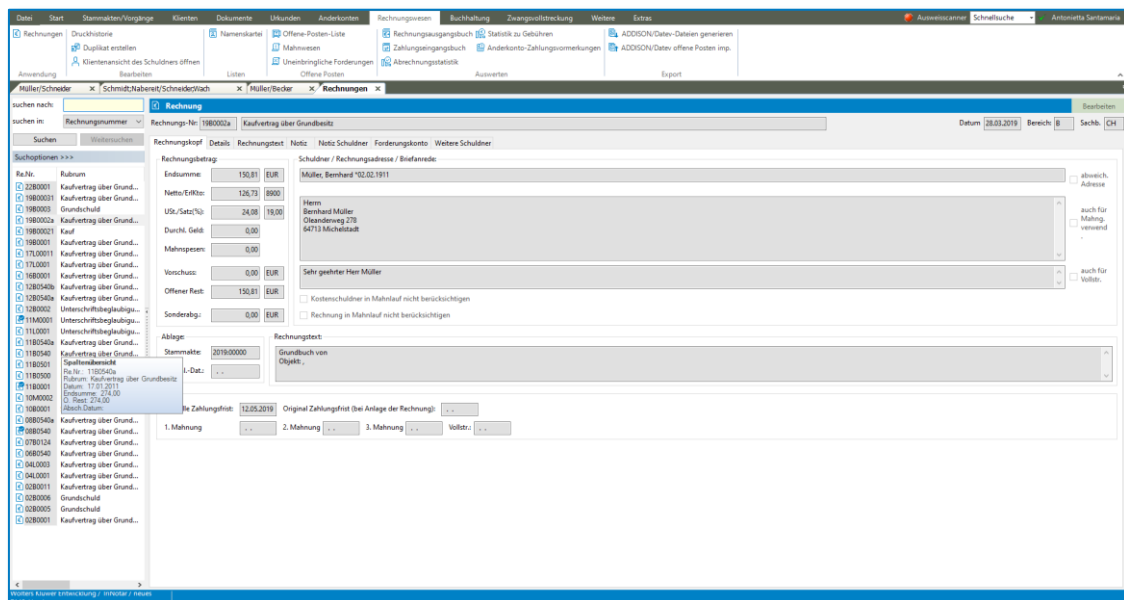 Datei Start Stammakten/Vorgänge Klienten Dokumente Urkunden Anderkonten Rechnungswesen Buchhaltung Zwangsvollstreckung Weitere Extras Ausweisscanner Schnellsuche Antonietta Santamaria
Rechnungen Druckhistorie Namenskartei Offene-Posten-Liste Rechnungsausgangsbuch Statistik zu Gebühren ADDISON/Datev-Dateien generieren
Duplikat erstellen Mahnwesen Zahlungseingangsbuch Anderkonto-Zahlungsvormerkungen ADDISON/Datev offene Posten imp.
Klientenansicht des Schuldners öffnen Uneinbringliche Forderungen Abrechnungsstatistik
Anwendung Bearbeiten Listen Offene Posten Auswerten Export
Müller/Schneider x Schmidt;Nabereit/Schneider;Wach x Müller/Becker x Rechnungen x
suchen nach: Rechnung Bearbeiten
suchen in: Rechnungsnummer Rechnungs-Nr: 19B0002a Kaufvertrag über Grundbesitz Datum 28.03.2019 Bereich: B Sachb. CH
Suchen Weitersuchen Rechnungskopf Details Rechnungstext Notiz Notiz Schuldner Forderungskonto Weitere Schuldner
Suchoptionen >>>
Re.Nr. Rubrum
22B0001 Kaufvertrag über Grund...
19B00031 Kaufvertrag über Grund...
19B0003 Grundschuld
19B0002a Kaufvertrag über Grund...
19B00021 Kauf
19B0001 Kaufvertrag über Grund...
17L00011 Kaufvertrag über Grund...
17L0001 Kaufvertrag über Grund...
16B0001 Kaufvertrag über Grund...
12B0540b Kaufvertrag über Grund...
12B0540a Kaufvertrag über Grund...
12B0002 Unterschriftsbeglaubigu...
11M0001 Unterschriftsbeglaubigu...
11L0001 Unterschriftsbeglaubigu...
11B0540a Kaufvertrag über Grund...
11B0540 Kaufvertrag über Grund...
11B0501
11B0500
11B0001
10M0002
10B0001
08B0540a Kaufvertrag über Grund...
08B0540 Kaufvertrag über Grund...
07B0124 Kaufvertrag über Grund...
06B0540 Kaufvertrag über Grund...
04L0003 Kaufvertrag über Grund...
04L0001 Kaufvertrag über Grund...
02B0011 Kaufvertrag über Grund...
02B0006 Grundschuld
02B0005 Grundschuld
02B0001 Kaufvertrag über Grund...
Spaltenübersicht
Re.Nr.: 11B0540a
Rubrum: Kaufvertrag über Grundbesitz
Datum: 17.01.2011
Endsumme: 274,00
O. Rest: 274,00
Absch.Datum:
Rechnungsbetrag:
Endsumme: 150,81 EUR
Netto/ErlKto: 126,73 8900
USt./Satz(%): 24,08 19,00
Durchl. Geld: 0,00
Mahnspesen: 0,00
Vorschuss: 0,00 EUR
Offener Rest: 150,81 EUR
Sonderabg.: 0,00 EUR
Schuldner / Rechnungsadresse / Briefanrede:
Müller, Bernhard *02.02.1911
abweich.
Adresse
Herrn
Bernhard Müller
Oleanderweg 278
64713 Michelstadt
auch für
Mahng.
verwend
.
Sehr geehrter Herr Müller
auch für
Vollstr.
Kostenschuldner in Mahnlauf nicht berücksichtigen
Rechnung in Mahnlauf nicht berücksichtigen
Ablage:
Stammakte: 2019:00000
l.-Dat.: . .
Rechnungstext:
Grundbuch von
Objekt: ,
lle Zahlungsfrist: 12.05.2019 Original Zahlungsfrist (bei Anlage der Rechnung): . .
1. Mahnung . . 2. Mahnung . . 3. Mahnung . . Vollstr.: . .
Wolters Kluwer Entwicklung / TriNotar / neues